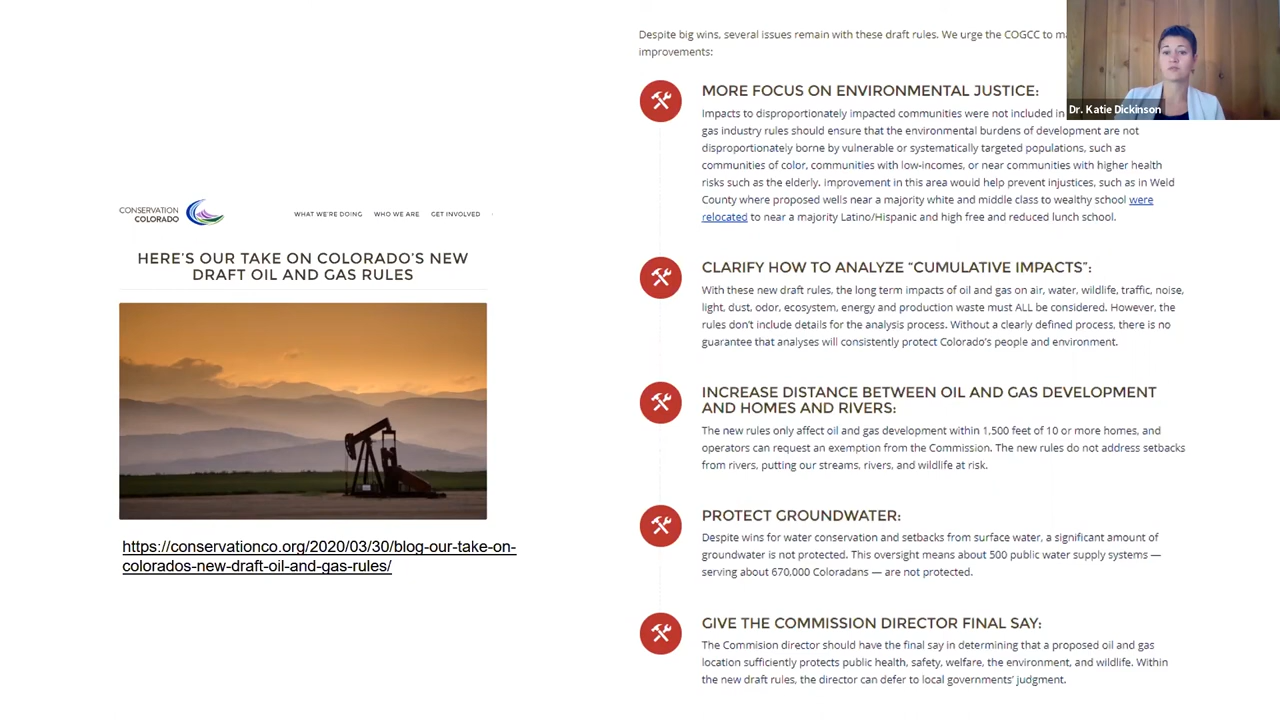 CONSERVATION
COLORADO
WHAT WE'RE DOING WHO WE ARE GET INVOLVED
HERE'S OUR TAKE ON COLORADO'S NEW
DRAFT OIL AND GAS RULES
https://conservationco.org/2020/03/30/blog-our-take-on-
colorados-new-draft-oil-and-gas-rules/
Despite big wins, several issues remain with these draft rules. We urge the COGCC to
improvements:
MORE FOCUS ON ENVIRONMENTAL JUSTICE:
Impacts to disproportionately impacted communities were not included in
gas industry rules should ensure that the environmental burdens of development are not
disproportionately borne by vulnerable or systematically targeted populations, such as
communities of color, communities with low-incomes, or near communities with higher health
risks such as the elderly. Improvement in this area would help prevent injustices, such as in Weld
County where proposed wells near a majority white and middle class to wealthy school were
relocated to near a majority Latino/Hispanic and high free and reduced lunch school.
CLARIFY HOW TO ANALYZE “CUMULATIVE IMPACTS”:
With these new draft rules, the long term impacts of oil and gas on air, water, wildlife, traffic, noise,
light, dust, odor, ecosystem, energy and production waste must ALL be considered. However, the
rules don't include details for the analysis process. Without a clearly defined process, there is no
guarantee that analyses will consistently protect Colorado's people and environment.
INCREASE DISTANCE BETWEEN OIL AND GAS DEVELOPMENT
AND HOMES AND RIVERS:
The new rules only affect oil and gas development within 1,500 feet of 10 or more homes, and
operators can request an exemption from the Commission. The new rules do not address setbacks
from rivers, putting our streams, rivers, and wildlife at risk.
PROTECT GROUNDWATER:
Despite wins for water conservation and setbacks from surface water, a significant amount of
groundwater is not protected. This oversight means about 500 public water supply systems —
serving about 670,000 Coloradans — are not protected.
GIVE THE COMMISSION DIRECTOR FINAL SAY:
The Commision director should have the final say in determining that a proposed oil and gas
location sufficiently protects public health, safety, welfare, the environment, and wildlife. Within
the new draft rules, the director can defer to local governments' judgment.
Dr. Katie Dickinson